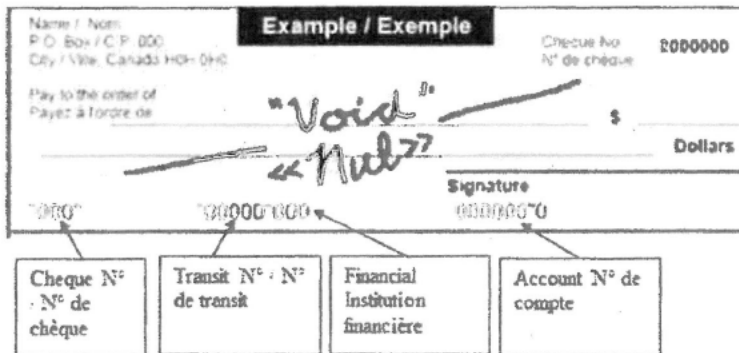 Example / Exemple
Name / Nom
P.O. Box / C.P. 000
City / Ville, Canada H0H 0H0
Cheque No
N° de chèque
2000000
Pay to the order of
Payez à l'ordre de
"Void"
$
«Nul»
Dollars
Signature
"000"
Cheque N°
· N° de
chèque
Transit N° / N°
de transit
Financial
Institution
financière
Account N° de
compte